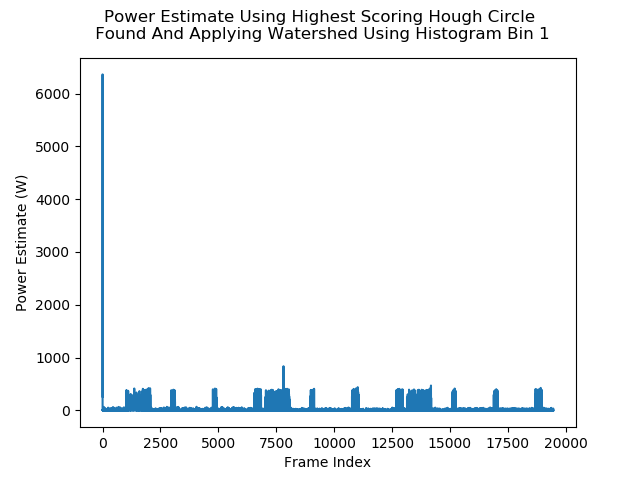 Power Estimate Using Highest Scoring Hough Circle
Found And Applying Watershed Using Histogram Bin 1
6000
5000
4000
3000
2000
1000
0
Power Estimate (W)
0 2500 5000 7500 10000 12500 15000 17500 20000
Frame Index